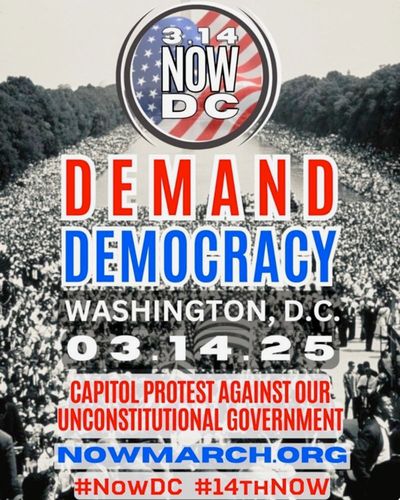 3.14
NOW
DC
DEMAND
DEMOCRACY
WASHINGTON, D.C.
03.14.25
CAPITOL PROTEST AGAINST OUR
UNCONSTITUTIONAL GOVERNMENT
NOWMARCH.ORG
#NOWDC #14THNOW